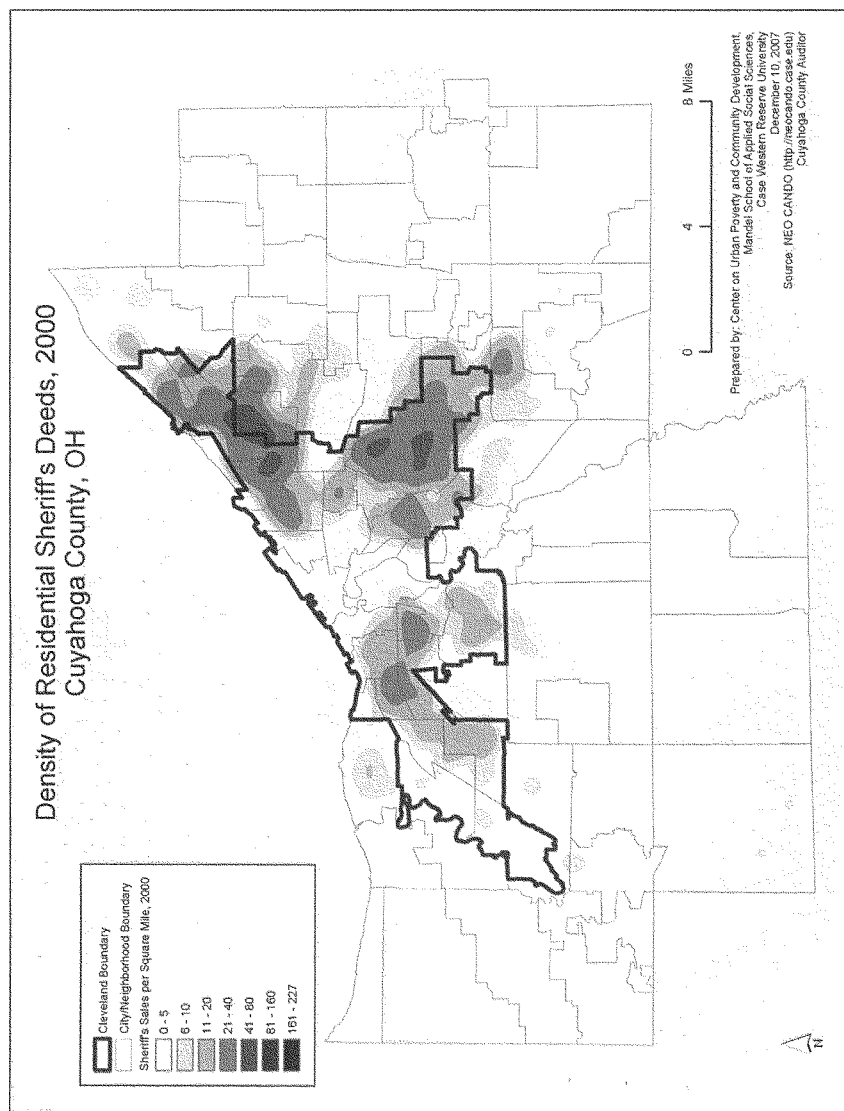 Density of Residential Sheriff's Deeds, 2000
Cuyahoga County, OH
Cleveland Boundary
City/Neighborhood Boundary
Sheriff's Sales per Square Mile, 2000
0 - 5
6 - 10
11 - 20
21 - 40
41 - 80
81 - 160
161 - 227
N
0 4 8 Miles
Prepared by: Center on Urban Poverty and Community Development,
Mandel School of Applied Social Sciences,
Case Western Reserve University
December 10, 2007
Source: NEO CANDO (http://neocando.case.edu)
Cuyahoga County Auditor